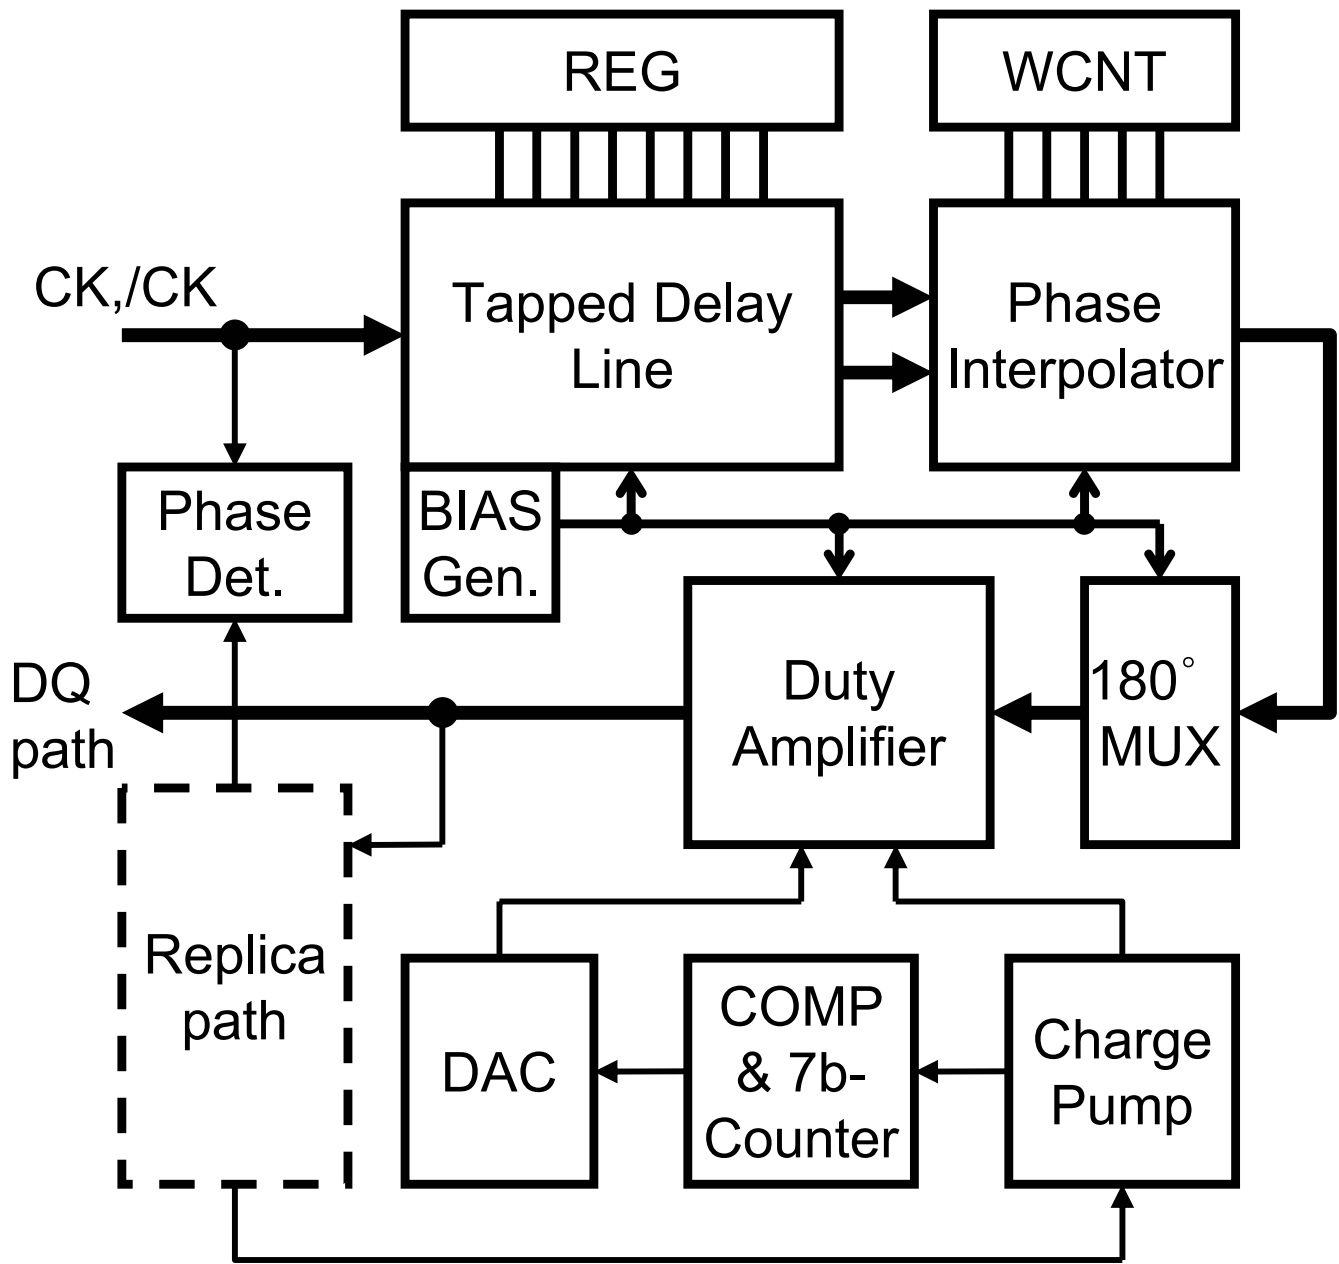 REG
WCNT
CK,/CK
Tapped Delay
Line
Phase
Interpolator
Phase
Det.
BIAS
Gen.
DQ
path
Duty
Amplifier
180°
MUX
Replica
path
DAC
COMP
& 7b-
Counter
Charge
Pump